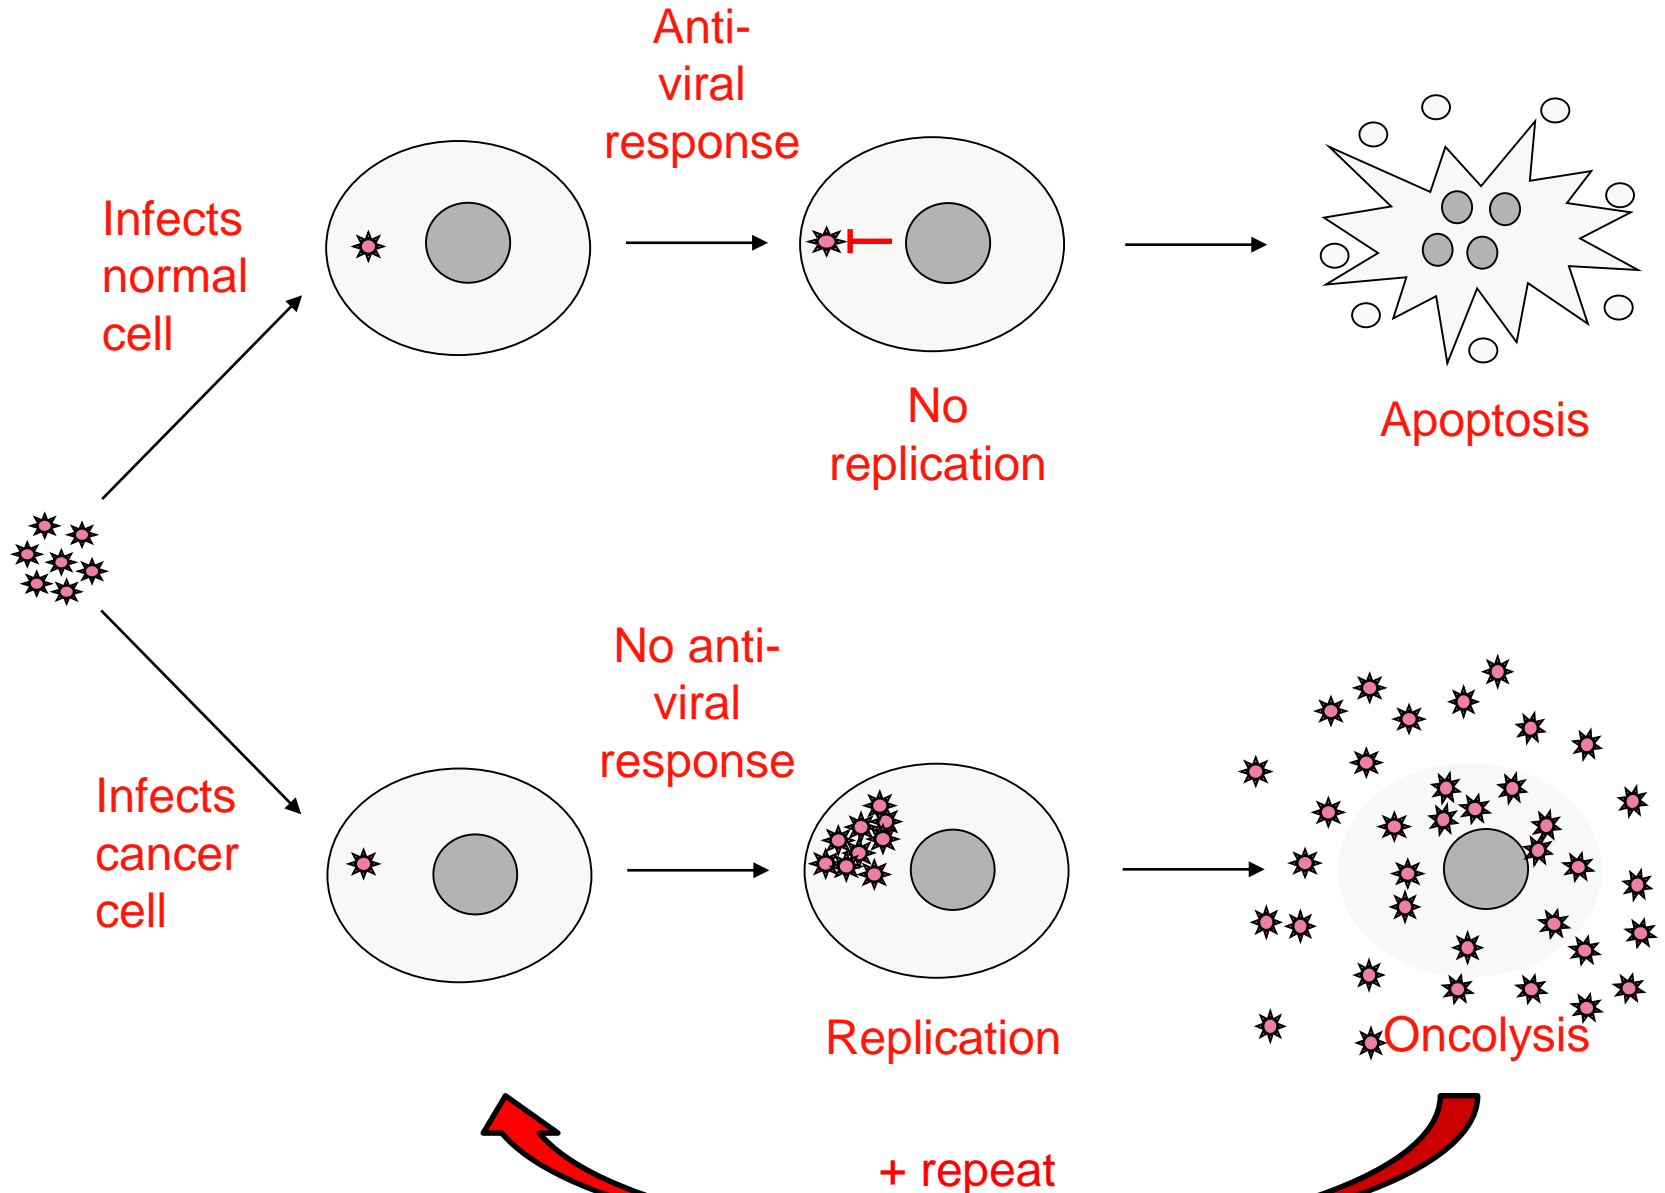 Anti-
viral
response
Infects
normal
cell
No
replication
Apoptosis
No anti-
viral
response
Infects
cancer
cell
Replication
Oncolysis
+ repeat